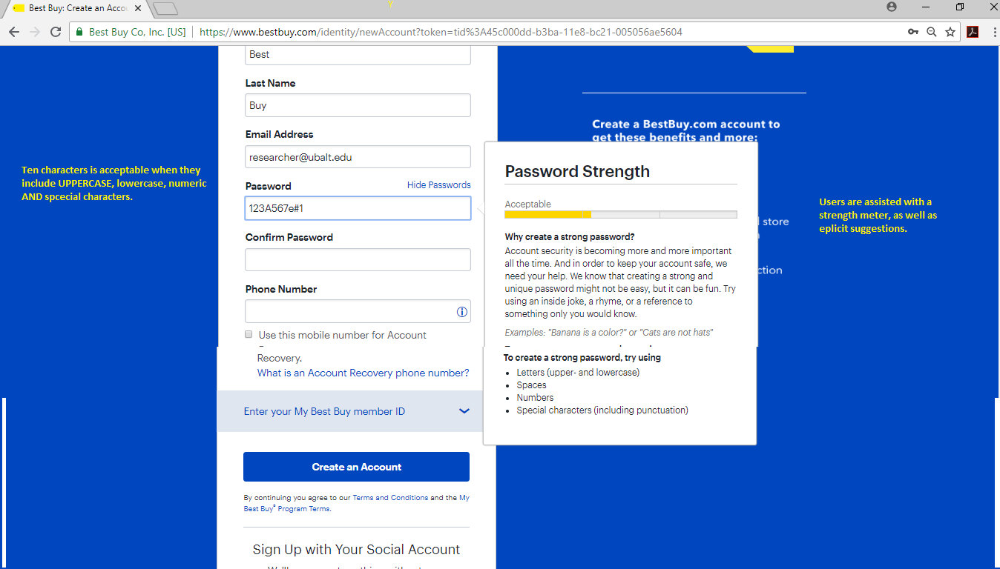 Best Buy: Create an Accou
Y
Best Buy Co, Inc. [US]
https://www.bestbuy.com/identity/newAccount?token=tid%3A45c000dd-b3ba-11e8-bc21-005056ae5604
Best
Last Name
Buy
Email Address
researcher@ubalt.edu
Password
Hide Passwords
123A567e#1
Confirm Password
Phone Number
Use this mobile number for Account
Recovery.
What is an Account Recovery phone number?
Enter your My Best Buy member ID
Create an Account
By continuing you agree to our Terms and Conditions and the My
Best Buy® Program Terms.
Sign Up with Your Social Account
Ten characters is acceptable when they
include UPPERCASE, lowercase, numeric
AND spcecial characters.
Create a BestBuy.com account to
get these benefits and more:
store
ction
Password Strength
Acceptable
Why create a strong password?
Account security is becoming more and more important
all the time. And in order to keep your account safe, we
need your help. We know that creating a strong and
unique password might not be easy, but it can be fun. Try
using an inside joke, a rhyme, or a reference to
something only you would know.
Examples: "Banana is a color?" or "Cats are not hats"
To create a strong password, try using
Letters (upper- and lowercase)
Spaces
Numbers
Special characters (including punctuation)
Users are assisted with a
strength meter, as well as
eplicit suggestions.